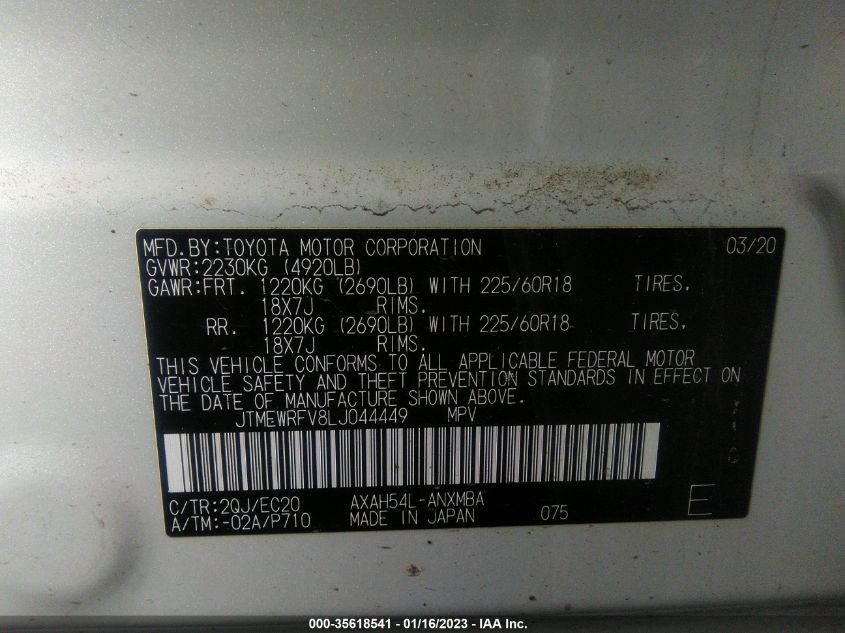 MFD.BY:TOYOTA MOTOR CORPORATION 03/20
GVWR:2230KG (4920LB)
GAWR:FRT. 1220KG (2690LB) WITH 225/60R18 TIRES.
18X7J RIMS.
RR. 1220KG (2690LB) WITH 225/60R18 TIRES.
18X7J RIMS.
THIS VEHICLE CONFORMS TO ALL APPLICABLE FEDERAL MOTOR
VEHICLE SAFETY AND THEFT PREVENTION STANDARDS IN EFFECT ON
THE DATE OF MANUFACTURE SHOWN ABOVE.
JTMEWRFV8LJ044449 MPV
C/TR:2QJ/EC20 AXAH54L-ANXMBA E
A/TM:-02A/P710 MADE IN JAPAN 075
000-35618541 - 01/16/2023 - IAA Inc.